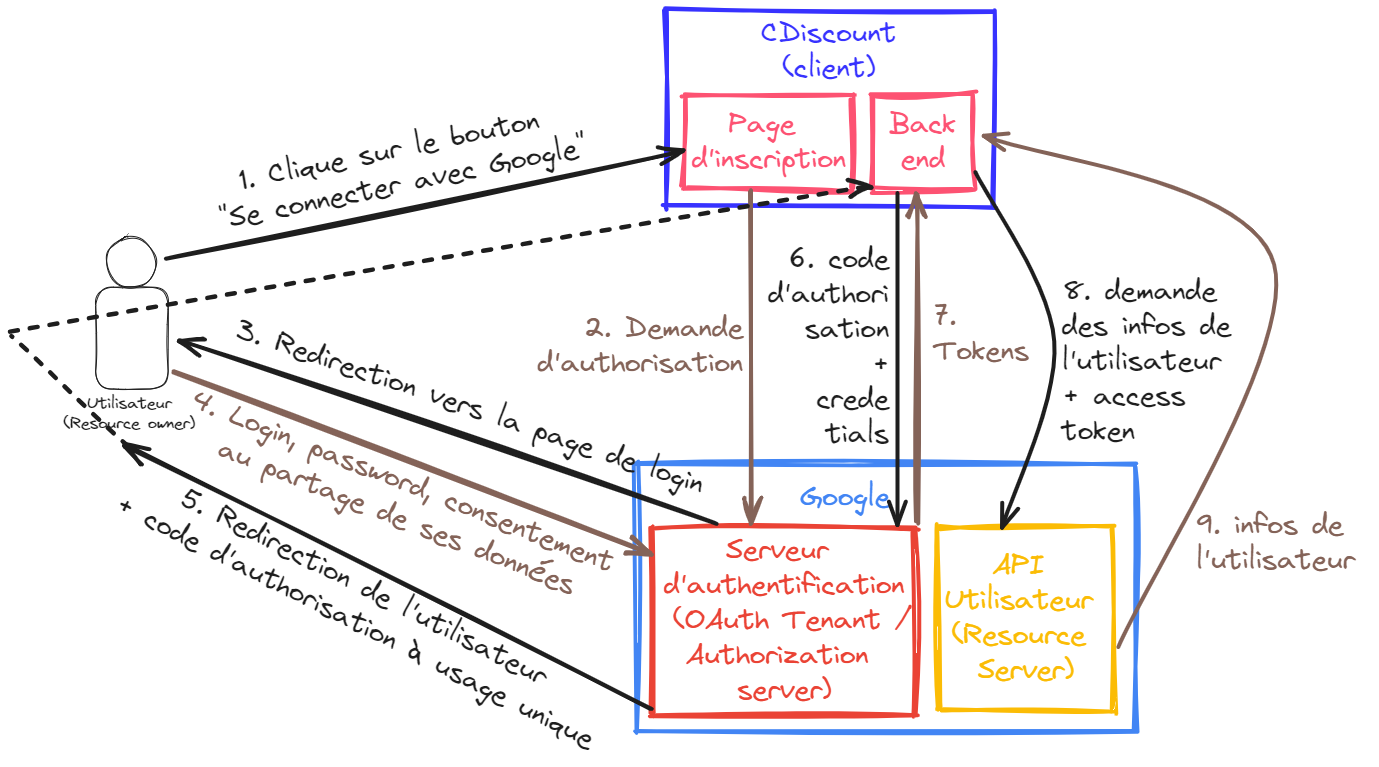 CDiscount
(client)
Page
d'inscription
Back
end
1. Clique sur le bouton
"Se connecter avec Google"
2. Demande
d'authorisation
3. Redirection vers la page de login
Utilisateur
(Resource owner)
4. Login, password, consentement
au partage de ses données
5. Redirection de l'utilisateur
+ code d'authorisation à usage unique
6. code
d'authori
sation
+
crede
tials
7.
Tokens
8. demande
des infos de
l'utilisateur
+ access
token
9. infos de
l'utilisateur
Google
Serveur
d'authentification
(OAuth Tenant /
Authorization
server)
API
Utilisateur
(Resource
Server)